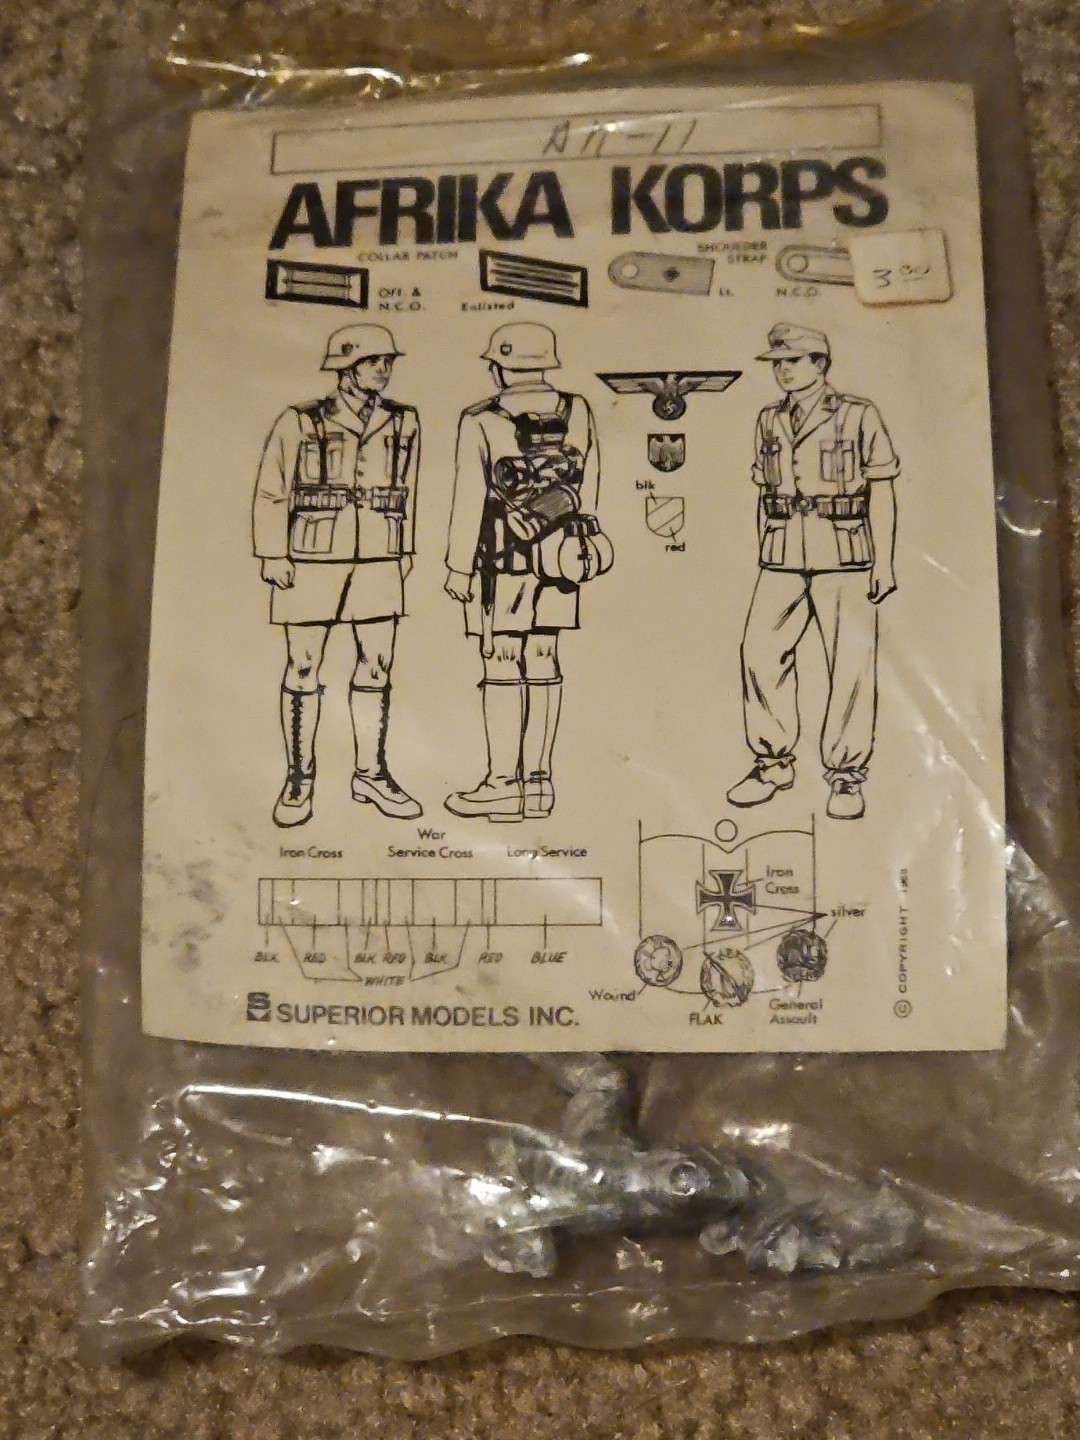 AK-11
AFRIKA KORPS
COLLAR PATCH
SHOULDER
STRAP
Off. &
N.C.O.
Enlisted
Lt.
N.C.O.
3.00
blk
red
War
Iron Cross
Service Cross
Long Service
Iron
Cross
silver
BLK
RED
BLK
RED
BLK
RED
BLUE
WHITE
Wound
FLAK
General
Assault
SUPERIOR MODELS INC.
© COPYRIGHT